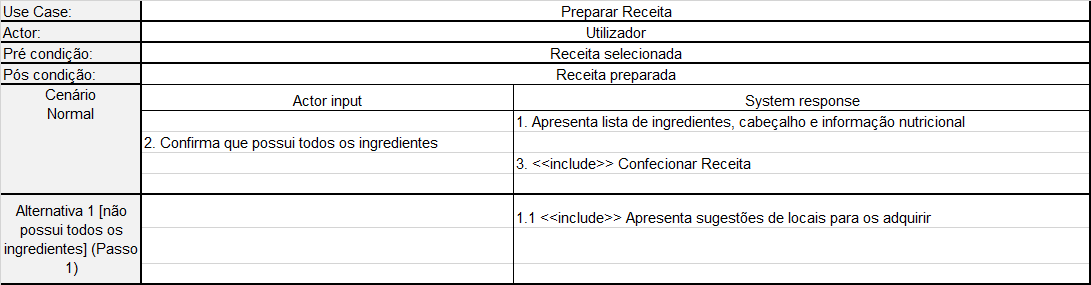 Use Case: Preparar Receita
Actor: Utilizador
Pré condição: Receita selecionada
Pós condição: Receita preparada
Cenário
Normal
Actor input System response
1. Apresenta lista de ingredientes, cabeçalho e informação nutricional
2. Confirma que possui todos os ingredientes
3. <<include>> Confecionar Receita
Alternativa 1 [não
possui todos os
ingredientes] (Passo
1)
1.1 <<include>> Apresenta sugestões de locais para os adquirir